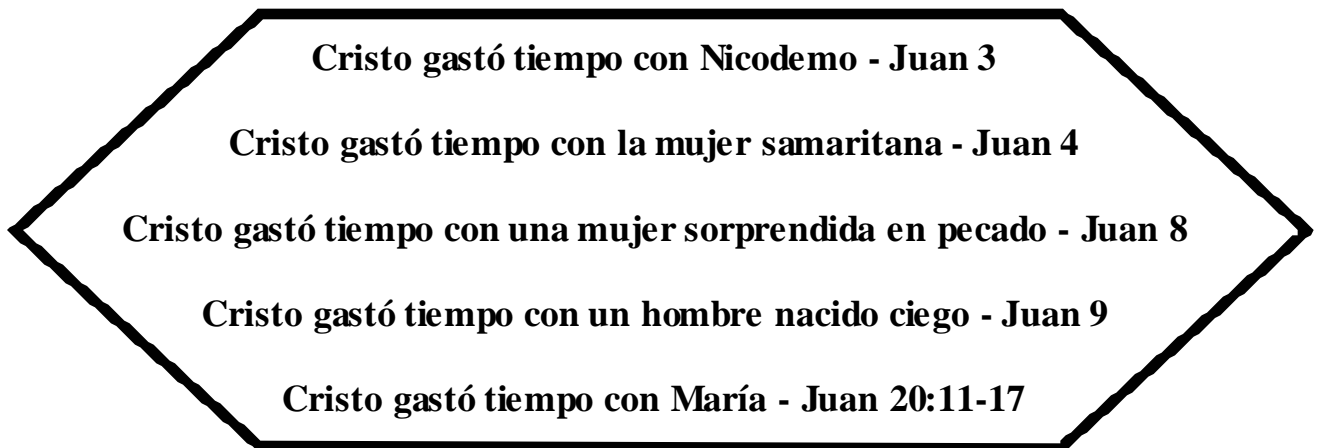 Cristo gastó tiempo con Nicodemo - Juan 3
Cristo gastó tiempo con la mujer samaritana - Juan 4
Cristo gastó tiempo con una mujer sorprendida en pecado - Juan 8
Cristo gastó tiempo con un hombre nacido ciego - Juan 9
Cristo gastó tiempo con María - Juan 20:11-17